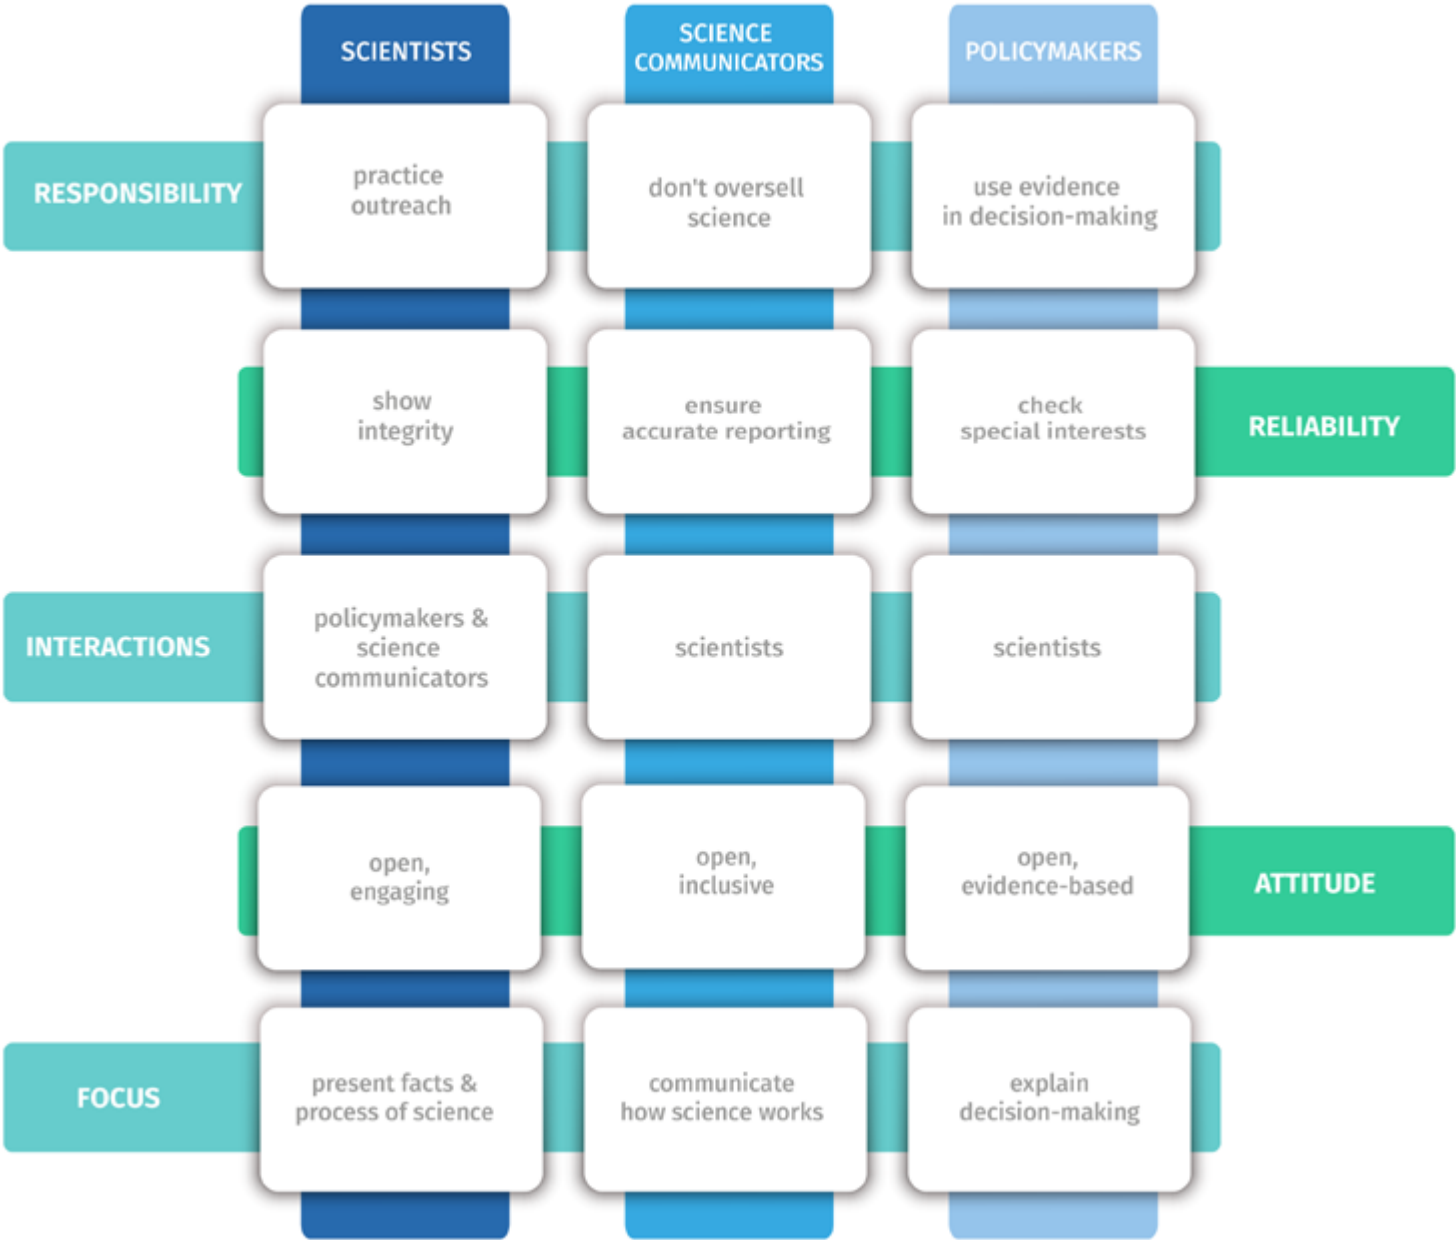 SCIENTISTS
SCIENCE
COMMUNICATORS
POLICYMAKERS
RESPONSIBILITY
practice
outreach
don't oversell
science
use evidence
in decision-making
show
integrity
ensure
accurate reporting
check
special interests
RELIABILITY
INTERACTIONS
policymakers &
science
communicators
scientists
scientists
open,
engaging
open,
inclusive
open,
evidence-based
ATTITUDE
FOCUS
present facts &
process of science
communicate
how science works
explain
decision-making